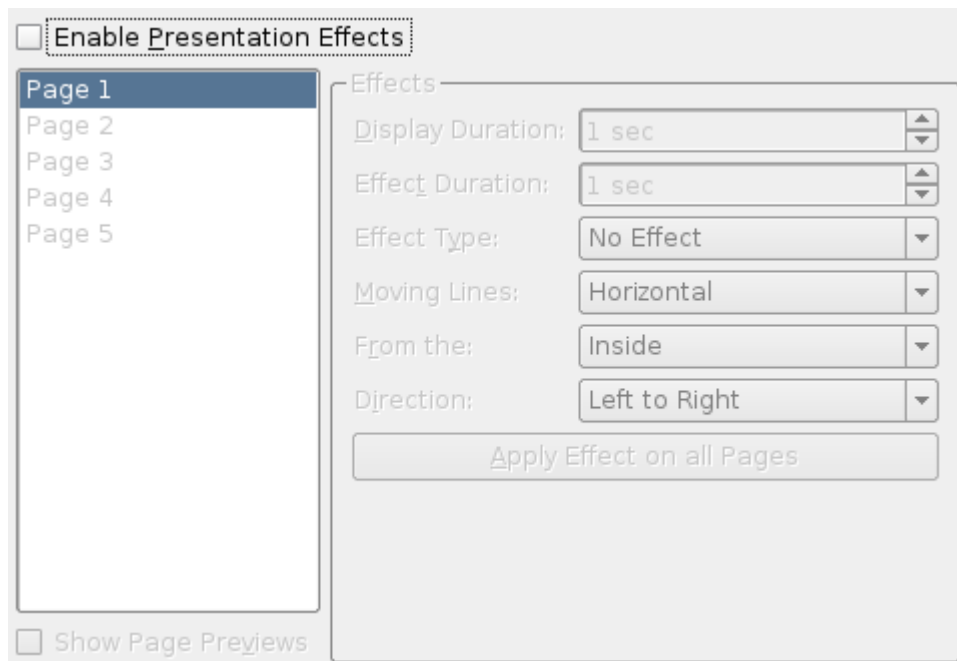 Enable Presentation Effects
Page 1
Page 2
Page 3
Page 4
Page 5
Show Page Previews
Effects
Display Duration: 1 sec
Effect Duration: 1 sec
Effect Type: No Effect
Moving Lines: Horizontal
From the: Inside
Direction: Left to Right
Apply Effect on all Pages